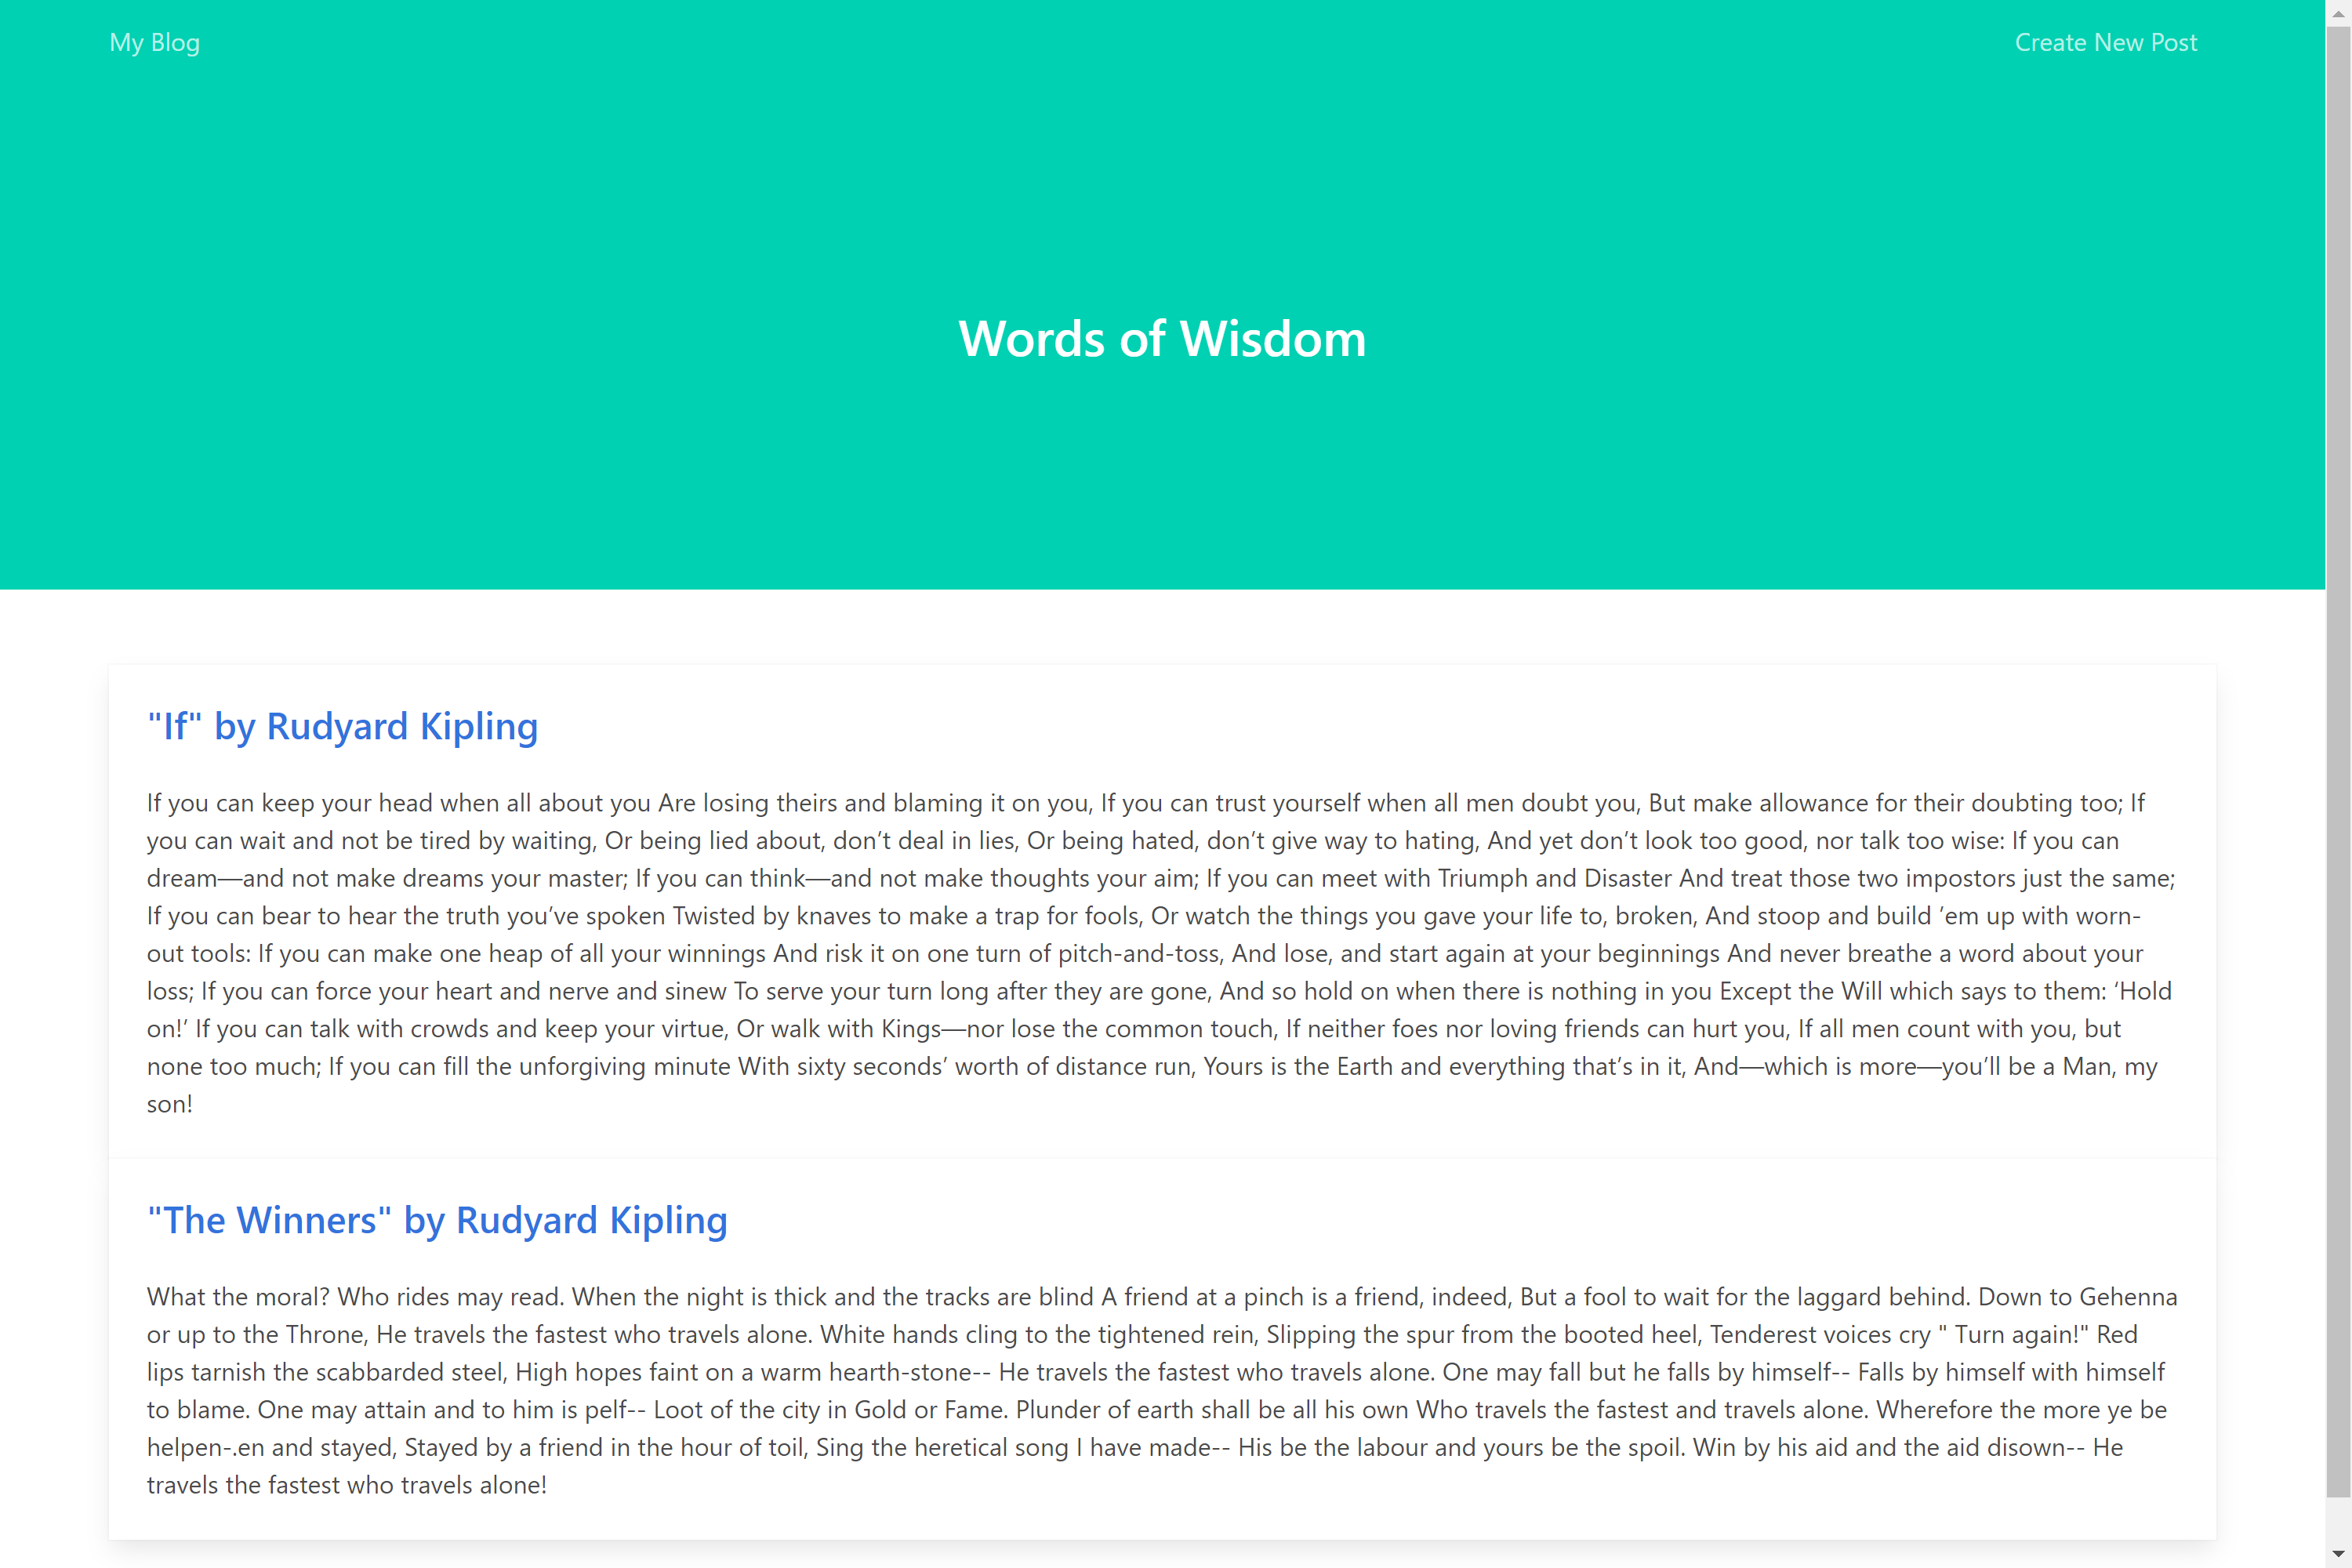 My Blog
Create New Post
Words of Wisdom
"If" by Rudyard Kipling
If you can keep your head when all about you Are losing theirs and blaming it on you, If you can trust yourself when all men doubt you, But make allowance for their doubting too; If
you can wait and not be tired by waiting, Or being lied about, don’t deal in lies, Or being hated, don’t give way to hating, And yet don’t look too good, nor talk too wise: If you can
dream—and not make dreams your master; If you can think—and not make thoughts your aim; If you can meet with Triumph and Disaster And treat those two impostors just the same;
If you can bear to hear the truth you’ve spoken Twisted by knaves to make a trap for fools, Or watch the things you gave your life to, broken, And stoop and build ’em up with worn-
out tools: If you can make one heap of all your winnings And risk it on one turn of pitch-and-toss, And lose, and start again at your beginnings And never breathe a word about your
loss; If you can force your heart and nerve and sinew To serve your turn long after they are gone, And so hold on when there is nothing in you Except the Will which says to them: ‘Hold
on!’ If you can talk with crowds and keep your virtue, Or walk with Kings—nor lose the common touch, If neither foes nor loving friends can hurt you, If all men count with you, but
none too much; If you can fill the unforgiving minute With sixty seconds’ worth of distance run, Yours is the Earth and everything that’s in it, And—which is more—you’ll be a Man, my
son!
"The Winners" by Rudyard Kipling
What the moral? Who rides may read. When the night is thick and the tracks are blind A friend at a pinch is a friend, indeed, But a fool to wait for the laggard behind. Down to Gehenna
or up to the Throne, He travels the fastest who travels alone. White hands cling to the tightened rein, Slipping the spur from the booted heel, Tenderest voices cry " Turn again!" Red
lips tarnish the scabbarded steel, High hopes faint on a warm hearth-stone-- He travels the fastest who travels alone. One may fall but he falls by himself-- Falls by himself with himself
to blame. One may attain and to him is pelf-- Loot of the city in Gold or Fame. Plunder of earth shall be all his own Who travels the fastest and travels alone. Wherefore the more ye be
helpen-.en and stayed, Stayed by a friend in the hour of toil, Sing the heretical song I have made-- His be the labour and yours be the spoil. Win by his aid and the aid disown-- He
travels the fastest who travels alone!